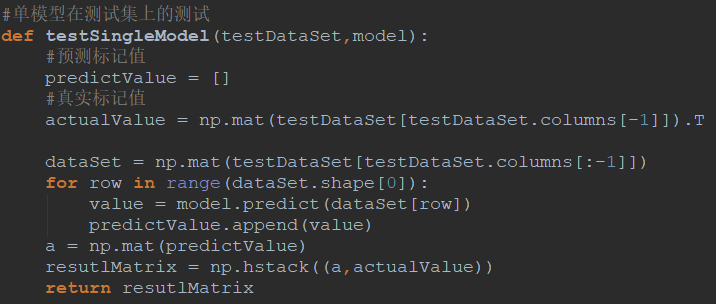 #单模型在测试集上的测试
def testSingleModel(testDataSet,model):
    #预测标记值
    predictValue = []
    #真实标记值
    actualValue = np.mat(testDataSet[testDataSet.columns[-1]]).T

    dataSet = np.mat(testDataSet[testDataSet.columns[:-1]])
    for row in range(dataSet.shape[0]):
        value = model.predict(dataSet[row])
        predictValue.append(value)
    a = np.mat(predictValue)
    resutlMatrix = np.hstack((a,actualValue))
    return resutlMatrix